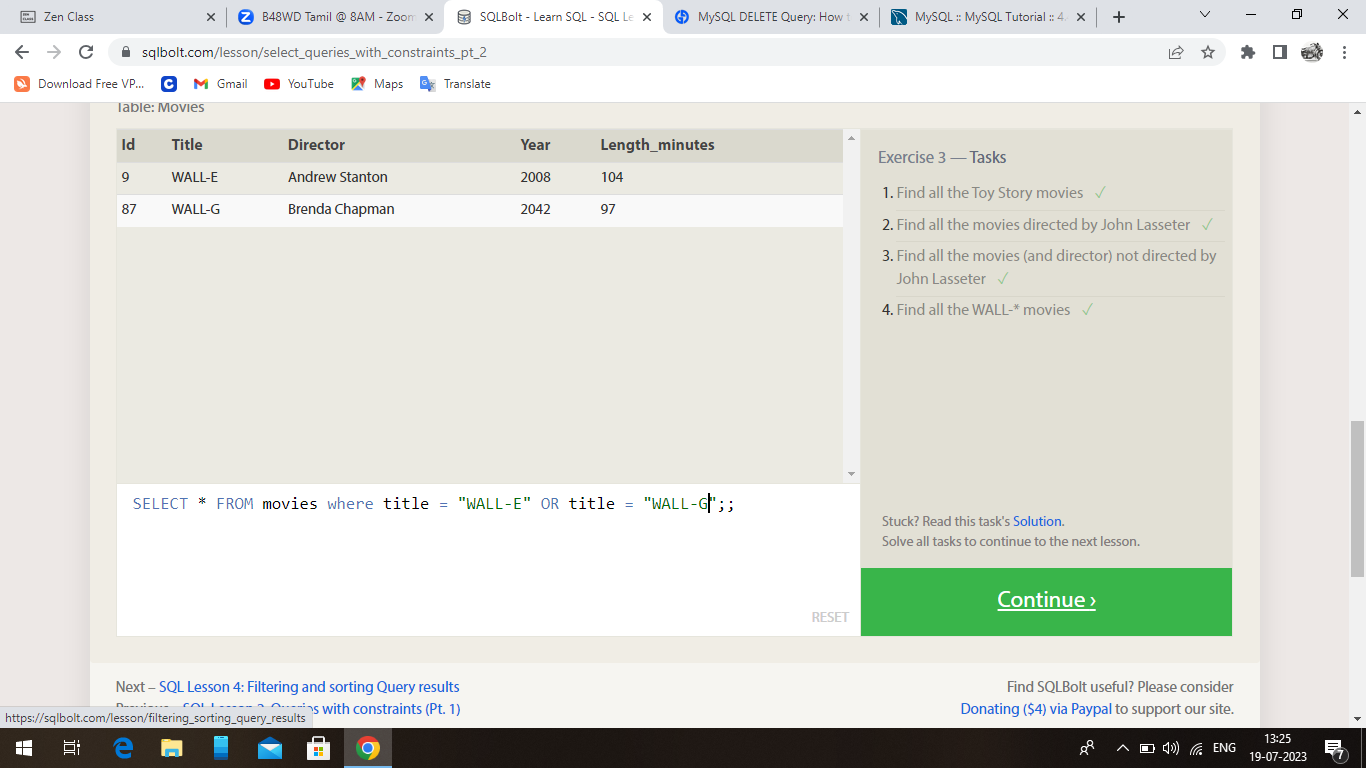 Zen Class
B48WD Tamil @ 8AM - Zoom
SQLBolt - Learn SQL - SQL Le
MySQL DELETE Query: How t
MySQL :: MySQL Tutorial :: 4.
sqlbolt.com/lesson/select_queries_with_constraints_pt_2
Download Free VP...
Gmail
YouTube
Maps
Translate
Table: Movies
Id Title Director Year Length_minutes
9 WALL-E Andrew Stanton 2008 104
87 WALL-G Brenda Chapman 2042 97
SELECT * FROM movies where title = "WALL-E" OR title = "WALL-G";;
RESET
Exercise 3 — Tasks
1. Find all the Toy Story movies ✓
2. Find all the movies directed by John Lasseter ✓
3. Find all the movies (and director) not directed by
John Lasseter ✓
4. Find all the WALL-* movies ✓
Stuck? Read this task's Solution.
Solve all tasks to continue to the next lesson.
Continue ›
Next – SQL Lesson 4: Filtering and sorting Query results
Find SQLBolt useful? Please consider
Previous – SQL Lesson 2: Queries with constraints (Pt. 1)
Donating ($4) via Paypal to support our site.
https://sqlbolt.com/lesson/filtering_sorting_query_results
ENG
13:25
19-07-2023
7